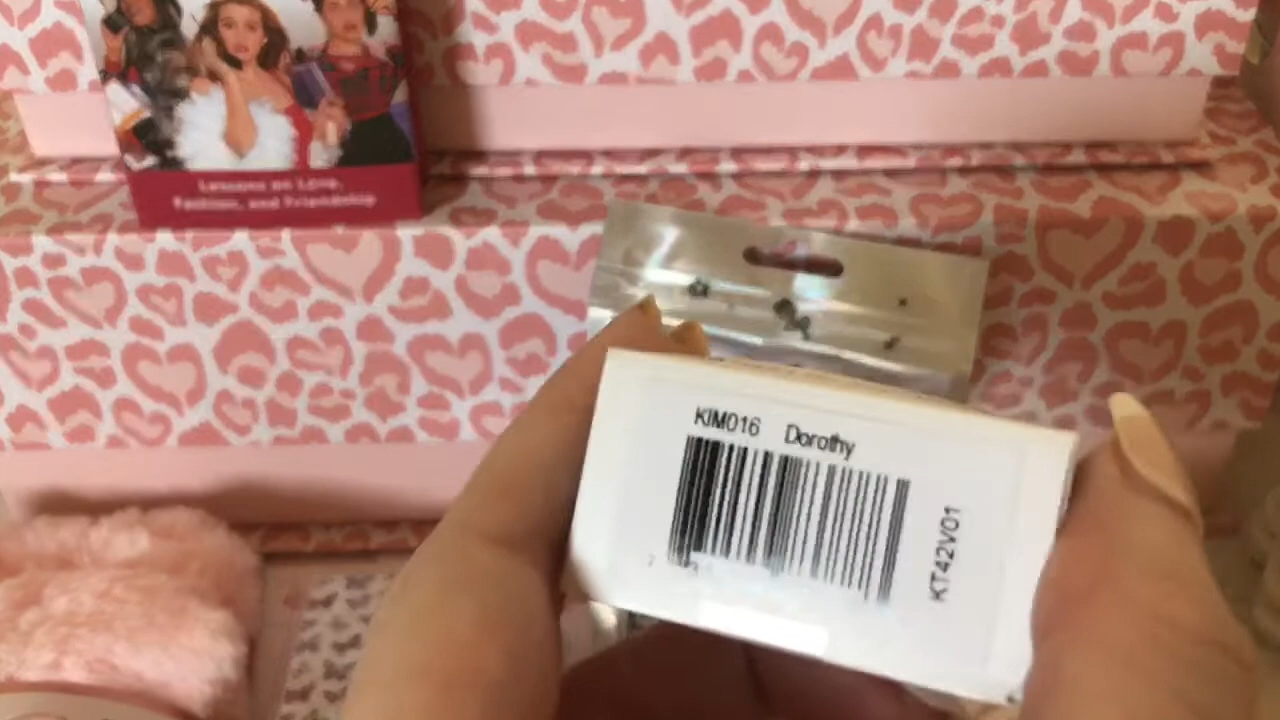 Lessons on Love,
Fashion, and Friendship
KIM016 Dorothy
KT42V01